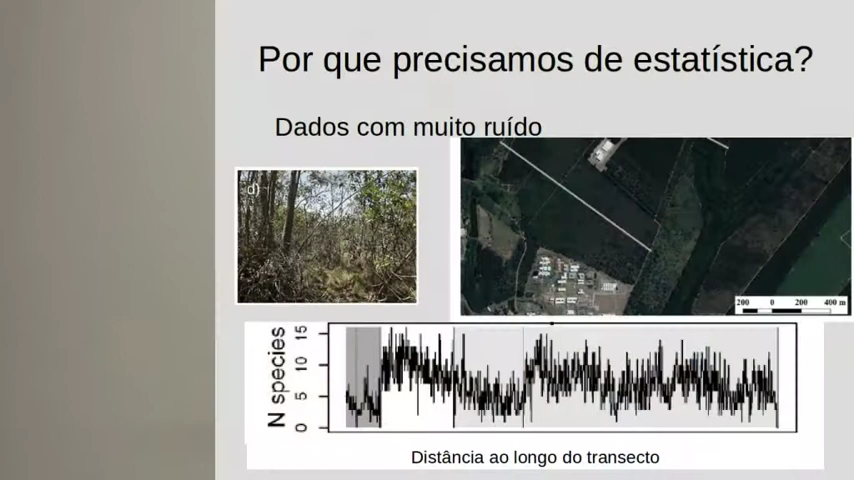 Por que precisamos de estatística?
Dados com muito ruído
d)
200 0 200 400 m
N species
15
10
5
0
Distância ao longo do transecto